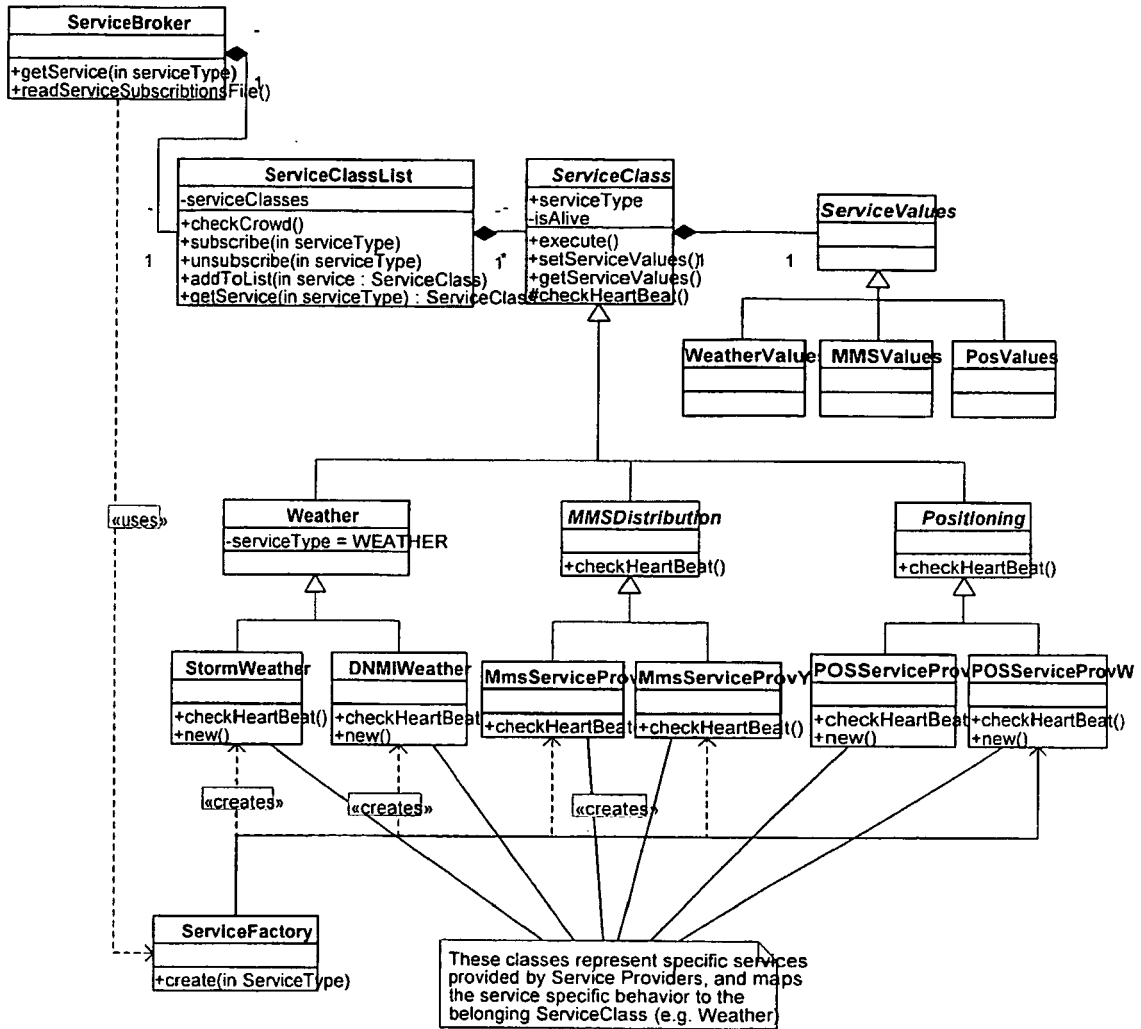 ServiceBroker
+getService(in serviceType)
+readServiceSubscribtionsFile()
1
ServiceClassList
-serviceClasses
+checkCrowd()
+subscribe(in serviceType)
+unsubscribe(in serviceType)
+addToList(in service : ServiceClass)
+getService(in serviceType) : ServiceClass
1
1
*
ServiceClass
+serviceType
-isAlive
+execute()
+setServiceValues()
+getServiceValues()
#checkHeartBeat()
1
1
ServiceValues
WeatherValues
MMSValues
PosValues
«uses»
Weather
-serviceType = WEATHER
MMSDistribution
+checkHeartBeat()
Positioning
+checkHeartBeat()
StormWeather
+checkHeartBeat()
+new()
DNMIWeather
+checkHeartBeat
+new()
MmsServiceProv
+checkHeartBeat
MmsServiceProvY
+checkHeartBeat()
POSServiceProv
+checkHeartBeat
+new()
POSServiceProvW
+checkHeartBeat()
+new()
«creates»
«creates»
«creates»
ServiceFactory
+create(in ServiceType)
These classes represent specific services
provided by Service Providers, and maps
the service specific behavior to the
belonging ServiceClass (e.g. Weather)